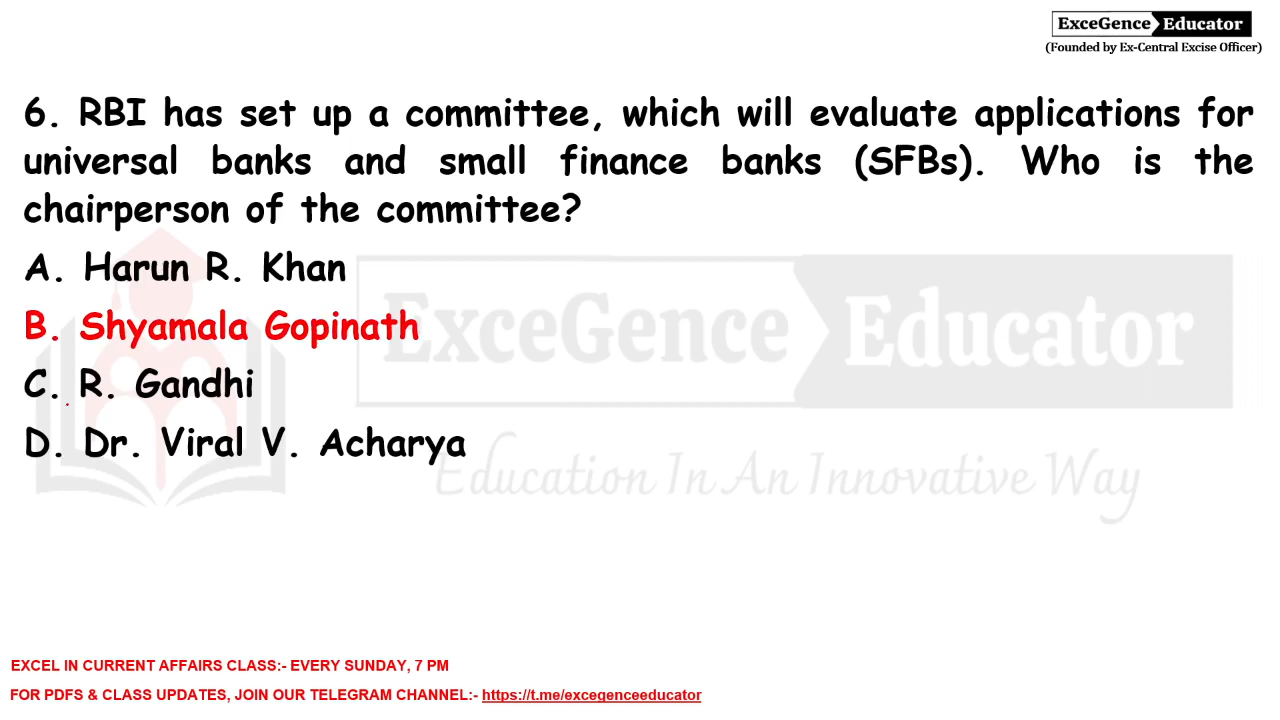 ExceGence Educator
(Founded by Ex-Central Excise Officer)
6. RBI has set up a committee, which will evaluate applications for
universal banks and small finance banks (SFBs). Who is the
chairperson of the committee?
A. Harun R. Khan
B. Shyamala Gopinath
C. R. Gandhi
D. Dr. Viral V. Acharya
ExceGence Educator
Education In An Innovative Way
EXCEL IN CURRENT AFFAIRS CLASS:- EVERY SUNDAY, 7 PM
FOR PDFS & CLASS UPDATES, JOIN OUR TELEGRAM CHANNEL:- https://t.me/excegenceeducator